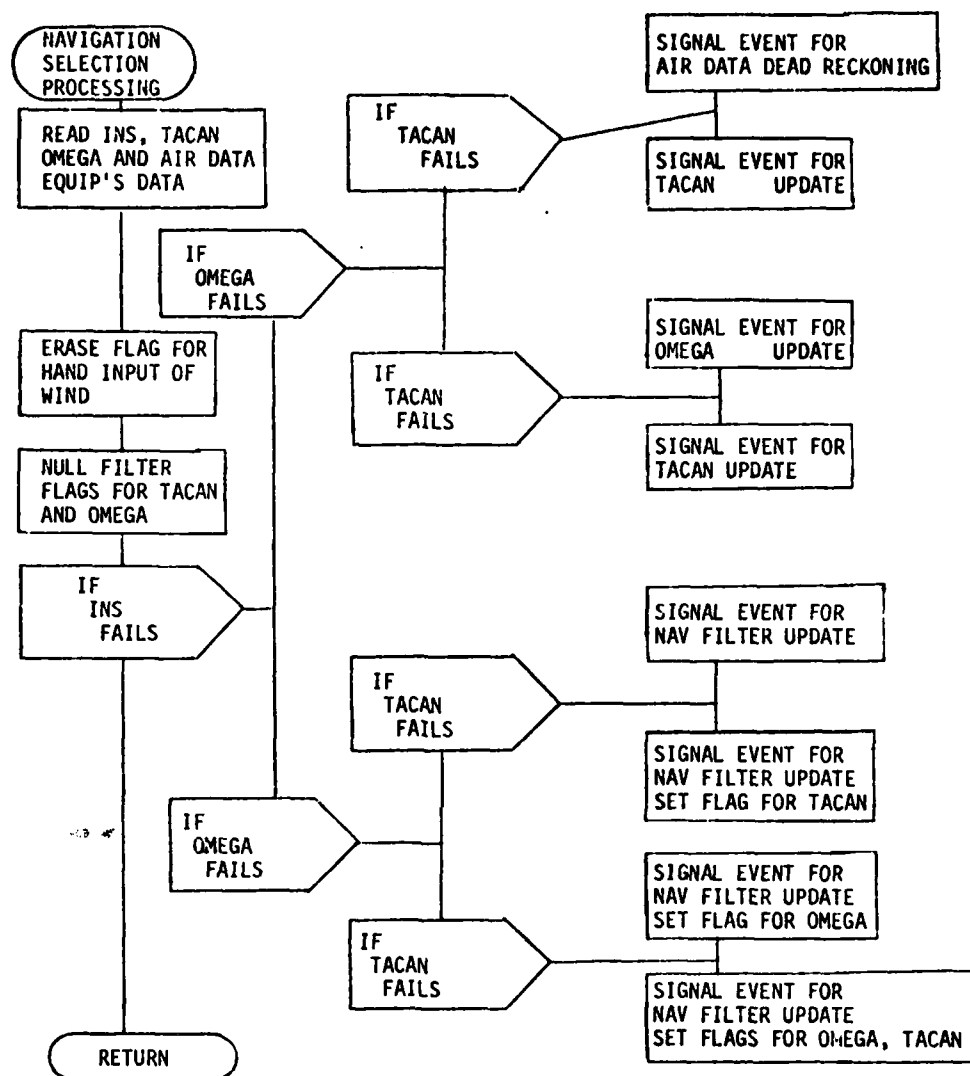 NAVIGATION
SELECTION
PROCESSING
READ INS, TACAN
OMEGA AND AIR DATA
EQUIP'S DATA
ERASE FLAG FOR
HAND INPUT OF
WIND
NULL FILTER
FLAGS FOR TACAN
AND OMEGA
IF
INS
FAILS
RETURN
IF
OMEGA
FAILS
IF
OMEGA
FAILS
IF
TACAN
FAILS
IF
TACAN
FAILS
IF
TACAN
FAILS
IF
TACAN
FAILS
SIGNAL EVENT FOR
AIR DATA DEAD RECKONING
SIGNAL EVENT FOR
TACAN UPDATE
SIGNAL EVENT FOR
OMEGA UPDATE
SIGNAL EVENT FOR
TACAN UPDATE
SIGNAL EVENT FOR
NAV FILTER UPDATE
SIGNAL EVENT FOR
NAV FILTER UPDATE
SET FLAG FOR TACAN
SIGNAL EVENT FOR
NAV FILTER UPDATE
SET FLAG FOR OMEGA
SIGNAL EVENT FOR
NAV FILTER UPDATE
SET FLAGS FOR OMEGA, TACAN